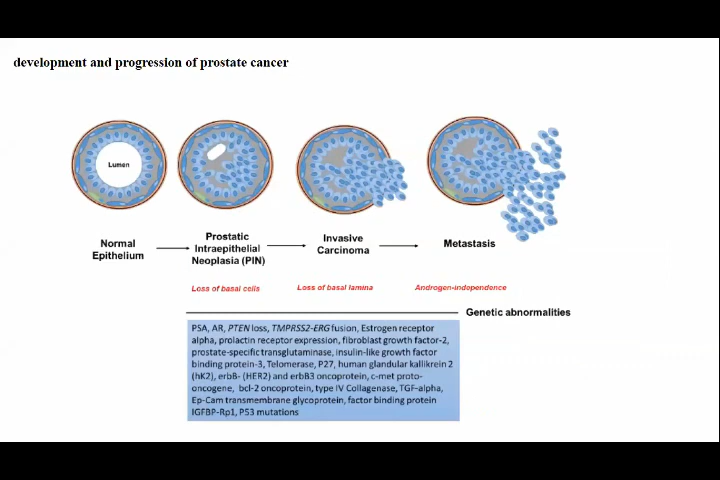 development and progression of prostate cancer
Lumen
Normal
Epithelium
Prostatic
Intraepithelial
Neoplasia (PIN)
Invasive
Carcinoma
Metastasis
Loss of basal cells
Loss of basal lamina
Androgen-independence
Genetic abnormalities
PSA, AR, PTEN loss, TMPRSS2-ERG fusion, Estrogen receptor
alpha, prolactin receptor expression, fibroblast growth factor-2,
prostate-specific transglutaminase, insulin-like growth factor
binding protein-3, Telomerase, P27, human glandular kallikrein 2
(hK2), erbB- (HER2) and erbB3 oncoprotein, c-met proto-
oncogene, bcl-2 oncoprotein, type IV Collagenase, TGF-alpha,
Ep-Cam transmembrane glycoprotein, factor binding protein
IGFBP-Rp1, P53 mutations